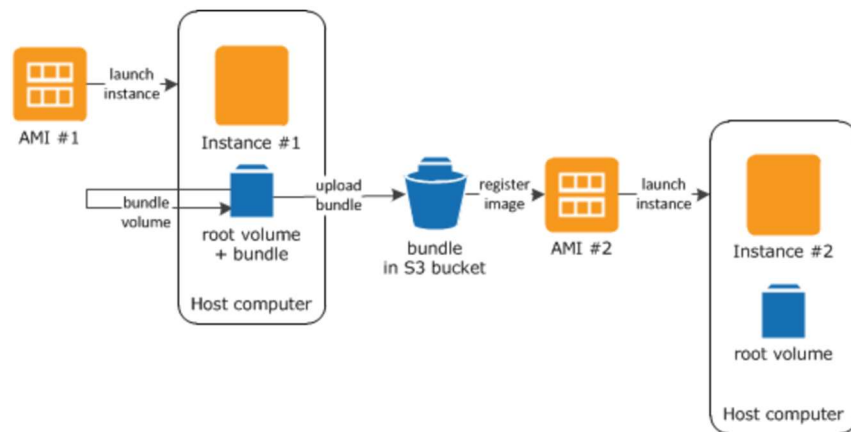 AMI #1
launch
instance
Instance #1
bundle
volume
root volume
+ bundle
Host computer
upload
bundle
bundle
in S3 bucket
register
image
AMI #2
launch
instance
Instance #2
root volume
Host computer